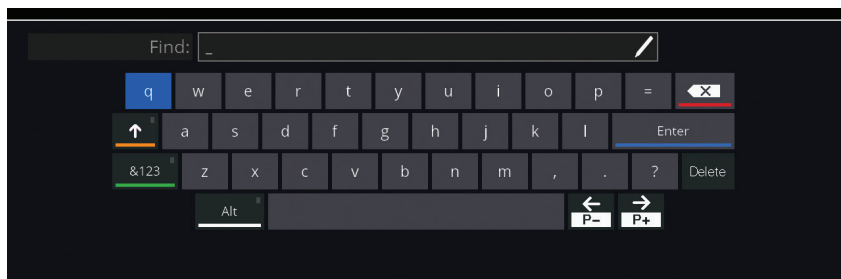 Find: _
q w e r t y u i o p =
a s d f g h j k l Enter
&123 z x c v b n m , . ? Delete
Alt P- P+